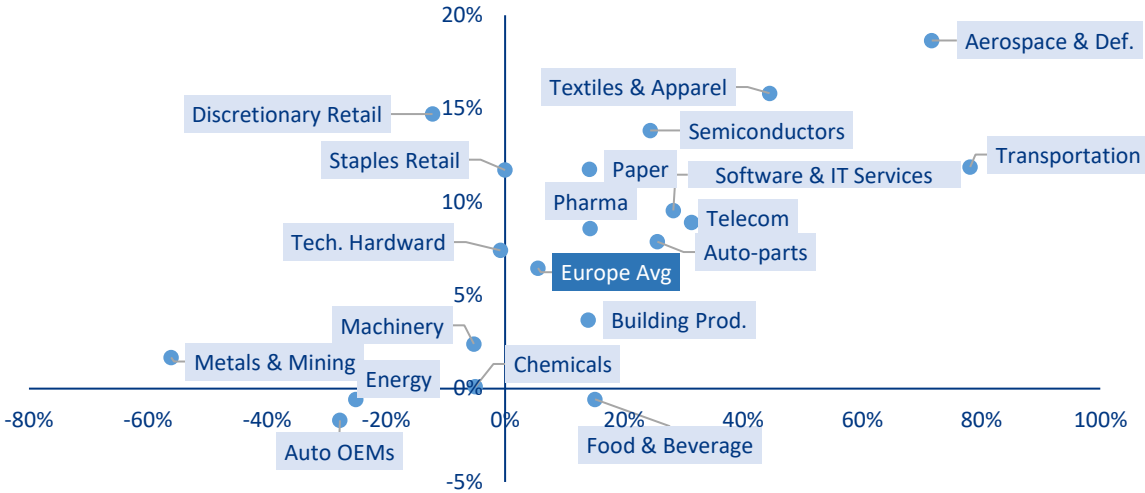 20%
Aerospace & Def.
Textiles & Apparel
15%
Discretionary Retail
Semiconductors
Staples Retail
Paper
Software & IT Services
Transportation
10%
Pharma
Telecom
Tech. Hardward
Auto-parts
Europe Avg
5%
Machinery
Building Prod.
Metals & Mining
Chemicals
Energy
0%
-80%
-60%
-40%
-20%
0%
20%
40%
60%
80%
100%
Auto OEMs
Food & Beverage
-5%